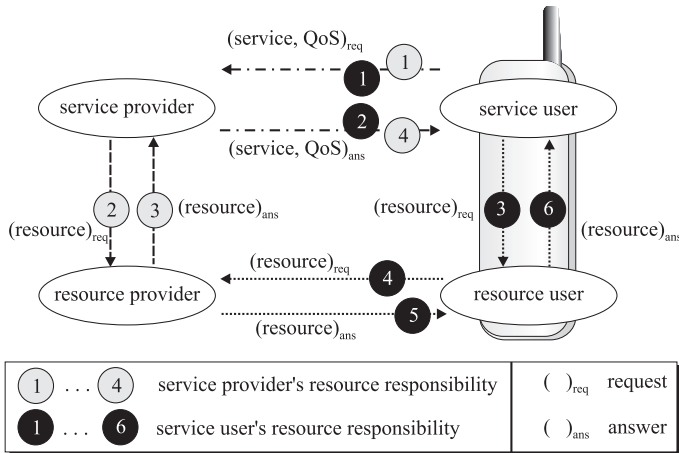 (service, QoS)req
1
1
service provider
service user
2
4
(service, QoS)ans
2
3
(resource)ans
(resource)req
3
6
(resource)req
(resource)ans
(resource)req
4
resource provider
resource user
5
(resource)ans
1 . . . 4 service provider's resource responsibility
( )req request
1 . . . 6 service user's resource responsibility
( )ans answer